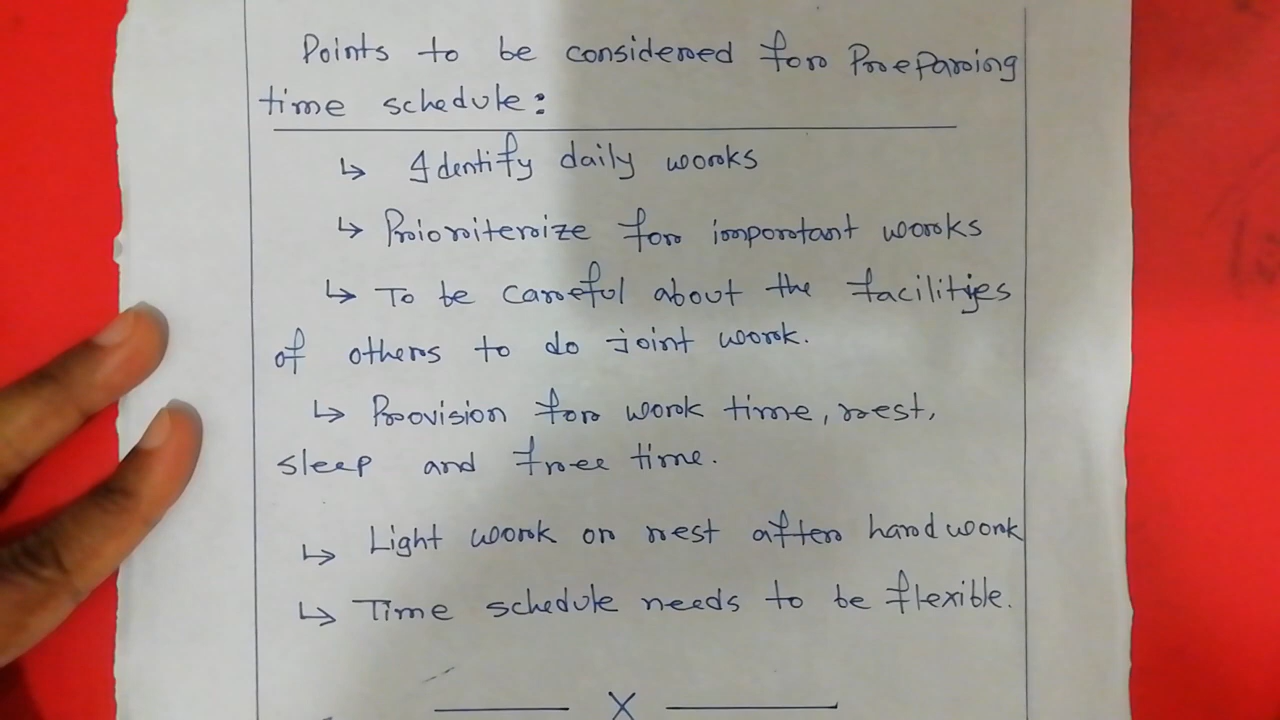 Points to be considered for Preparing
time schedule:
↳ Identify daily works
↳ Prioriterize for important works
↳ To be careful about the facilities
of others to do joint work.
↳ Provision for work time, rest,
sleep and free time.
↳ Light work or rest after hard work
↳ Time schedule needs to be flexible.
X